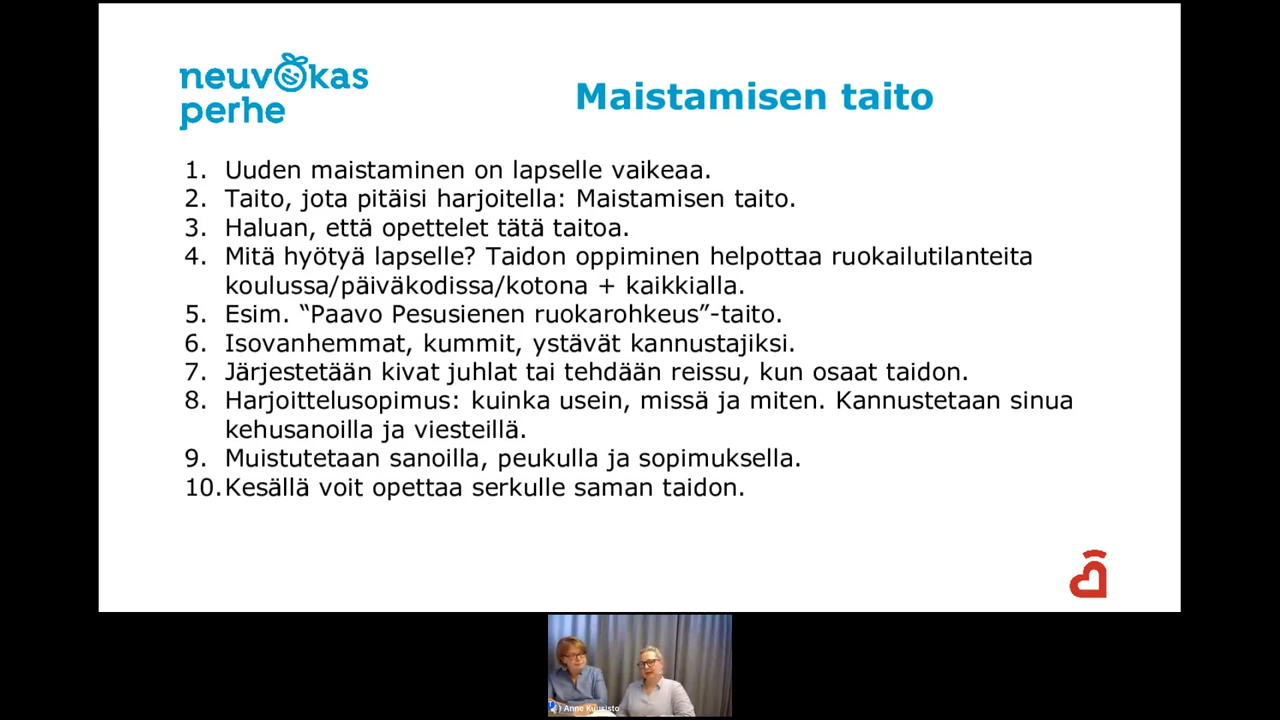 neuvokas
perhe
Maistamisen taito
1. Uuden maistaminen on lapselle vaikeaa.
2. Taito, jota pitäisi harjoitella: Maistamisen taito.
3. Haluan, että opettelet tätä taitoa.
4. Mitä hyötyä lapselle? Taidon oppiminen helpottaa ruokailutilanteita
koulussa/päiväkodissa/kotona + kaikkialla.
5. Esim. “Paavo Pesusienen ruokarohkeus”-taito.
6. Isovanhemmat, kummit, ystävät kannustajiksi.
7. Järjestetään kivat juhlat tai tehdään reissu, kun osaat taidon.
8. Harjoittelusopimus: kuinka usein, missä ja miten. Kannustetaan sinua
kehusanoilla ja viesteillä.
9. Muistutetaan sanoilla, peukulla ja sopimuksella.
10. Kesällä voit opettaa serkulle saman taidon.
Anne Kuusisto